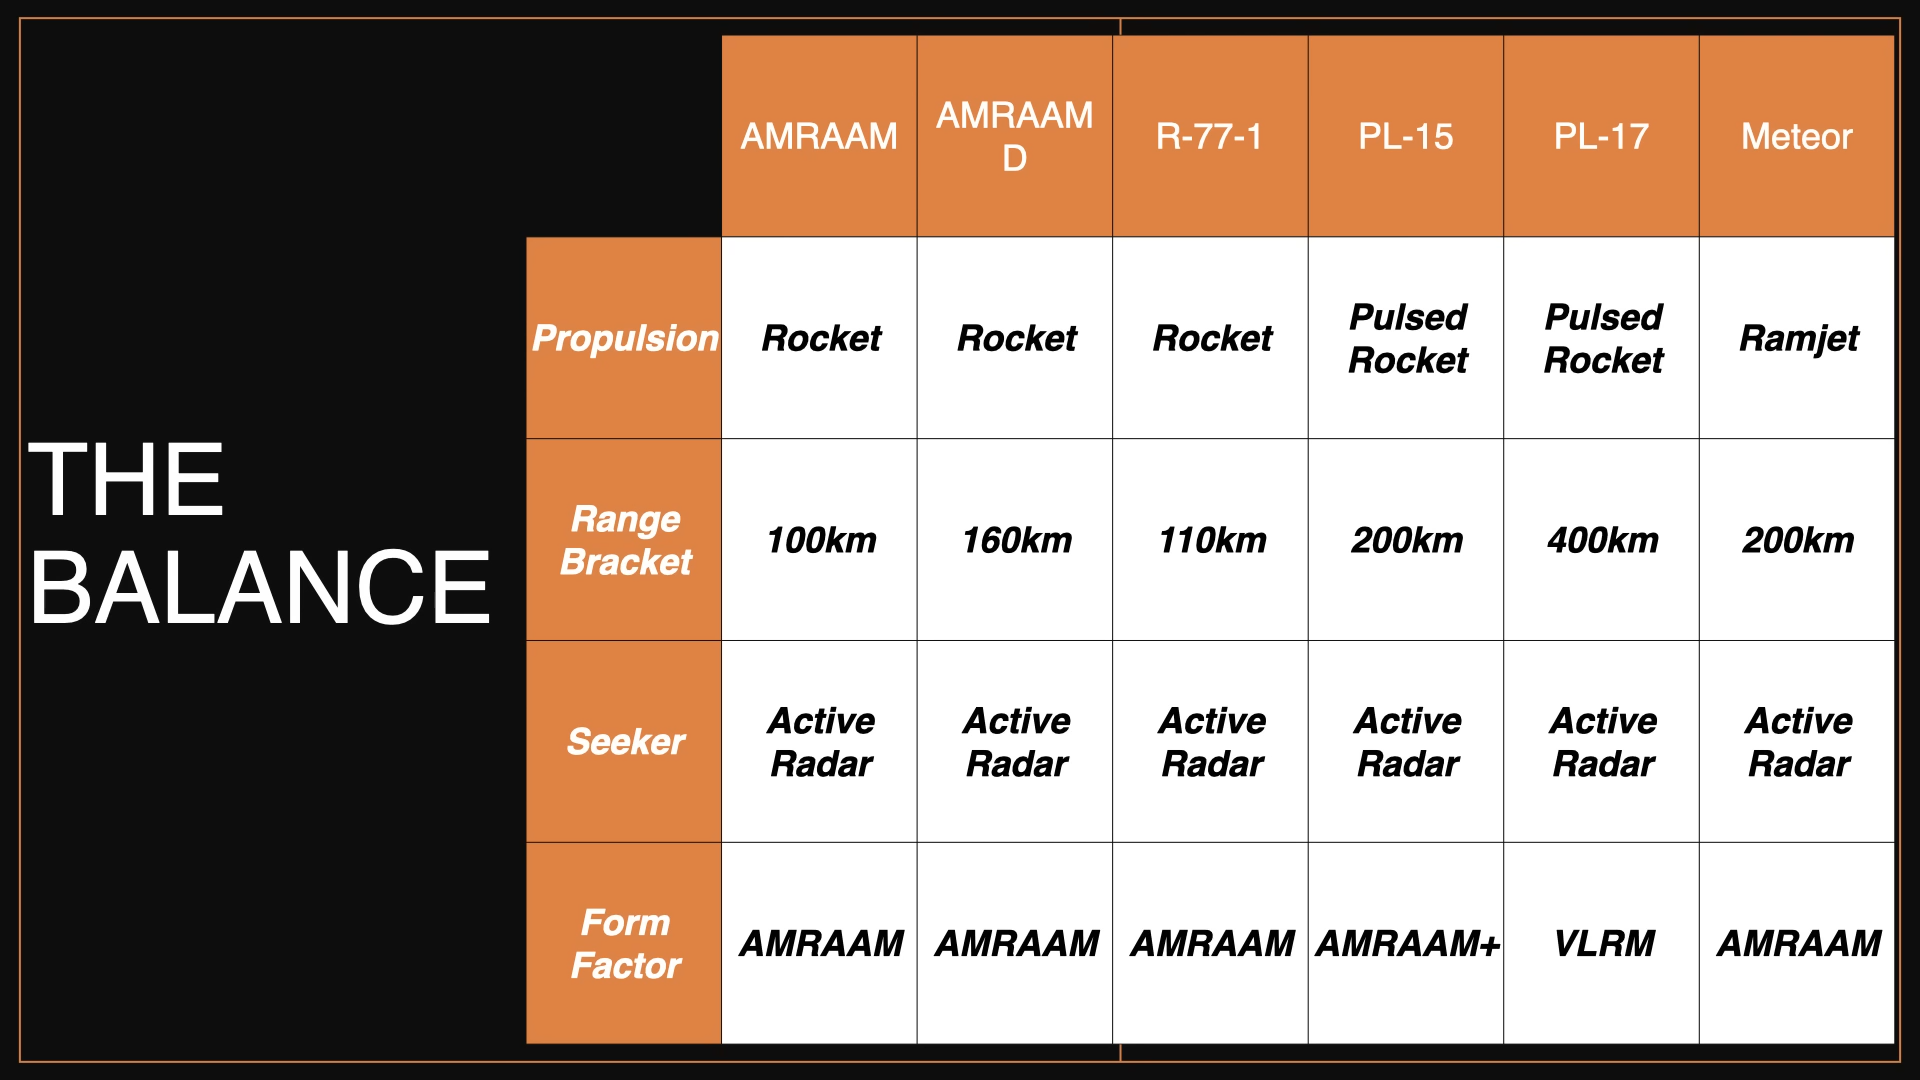 THE
BALANCE
AMRAAM
AMRAAM
D
R-77-1
PL-15
PL-17
Meteor
Propulsion
Rocket
Rocket
Rocket
Pulsed
Rocket
Pulsed
Rocket
Ramjet
Range
Bracket
100km
160km
110km
200km
400km
200km
Seeker
Active
Radar
Active
Radar
Active
Radar
Active
Radar
Active
Radar
Active
Radar
Form
Factor
AMRAAM
AMRAAM
AMRAAM
AMRAAM+
VLRM
AMRAAM